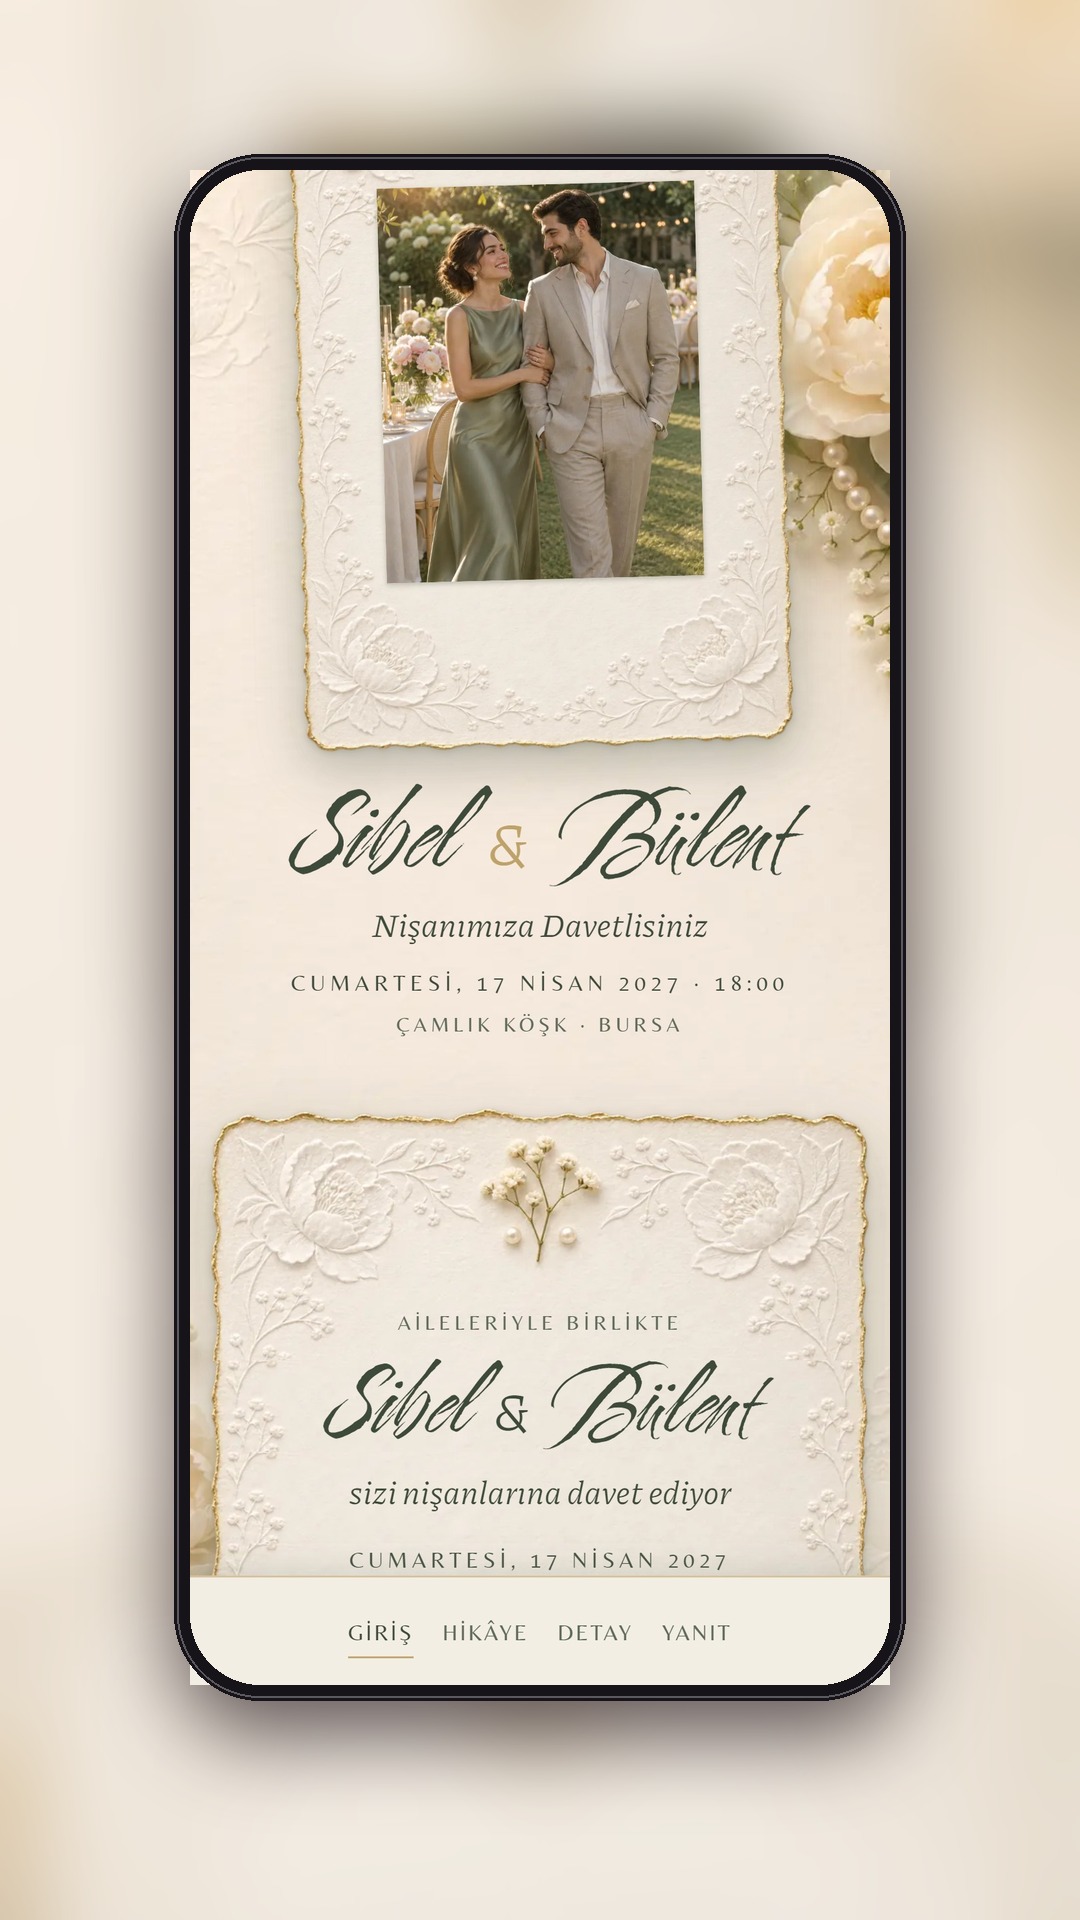 Sibel & Bülent
Nişanımıza Davetlisiniz
CUMARTESİ, 17 NİSAN 2027 · 18:00
ÇAMLIK KÖŞK · BURSA
AİLELERİYLE BİRLİKTE
Sibel & Bülent
sizi nişanlarına davet ediyor
CUMARTESİ, 17 NİSAN 2027
GİRİŞ HİKÂYE DETAY YANIT